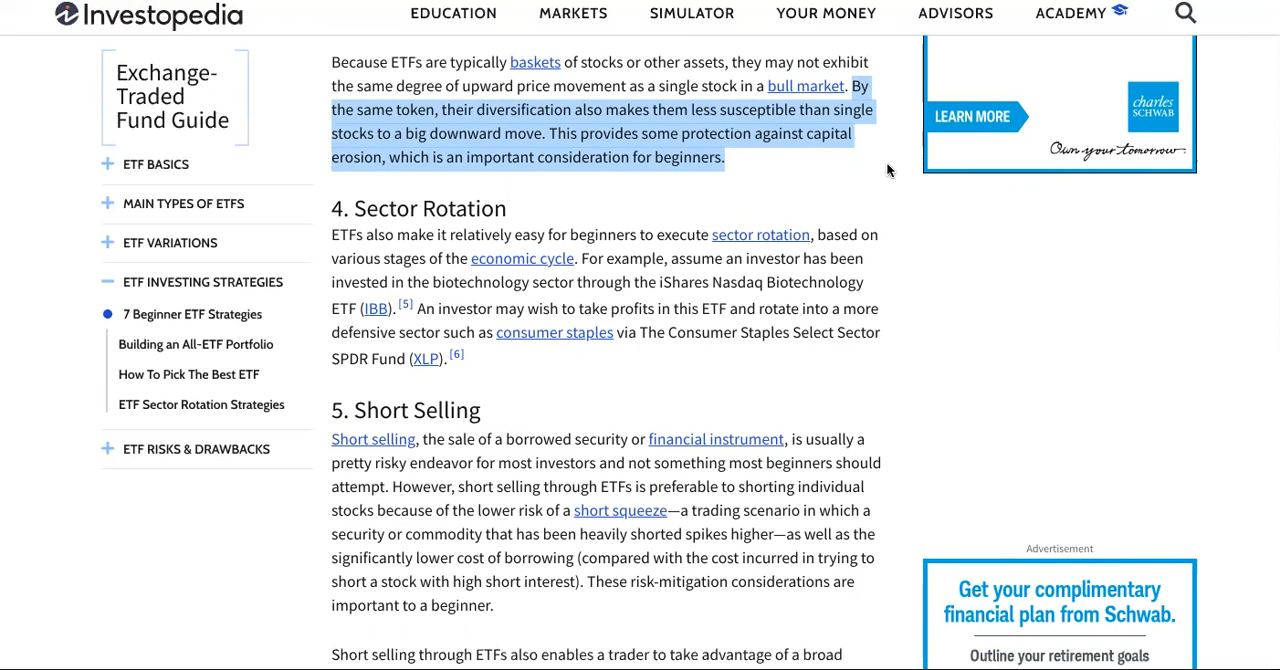 Investopedia
EDUCATION
MARKETS
SIMULATOR
YOUR MONEY
ADVISORS
ACADEMY
Exchange-
Traded
Fund Guide
+ ETF BASICS
+ MAIN TYPES OF ETFS
+ ETF VARIATIONS
− ETF INVESTING STRATEGIES
7 Beginner ETF Strategies
Building an All-ETF Portfolio
How To Pick The Best ETF
ETF Sector Rotation Strategies
+ ETF RISKS & DRAWBACKS
Because ETFs are typically baskets of stocks or other assets, they may not exhibit
the same degree of upward price movement as a single stock in a bull market. By
the same token, their diversification also makes them less susceptible than single
stocks to a big downward move. This provides some protection against capital
erosion, which is an important consideration for beginners.
4. Sector Rotation
ETFs also make it relatively easy for beginners to execute sector rotation, based on
various stages of the economic cycle. For example, assume an investor has been
invested in the biotechnology sector through the iShares Nasdaq Biotechnology
ETF (IBB). [5] An investor may wish to take profits in this ETF and rotate into a more
defensive sector such as consumer staples via The Consumer Staples Select Sector
SPDR Fund (XLP). [6]
5. Short Selling
Short selling, the sale of a borrowed security or financial instrument, is usually a
pretty risky endeavor for most investors and not something most beginners should
attempt. However, short selling through ETFs is preferable to shorting individual
stocks because of the lower risk of a short squeeze—a trading scenario in which a
security or commodity that has been heavily shorted spikes higher—as well as the
significantly lower cost of borrowing (compared with the cost incurred in trying to
short a stock with high short interest). These risk-mitigation considerations are
important to a beginner.
Short selling through ETFs also enables a trader to take advantage of a broad
LEARN MORE
charles
SCHWAB
Own your tomorrow.
Advertisement
Get your complimentary
financial plan from Schwab.
Outline your retirement goals